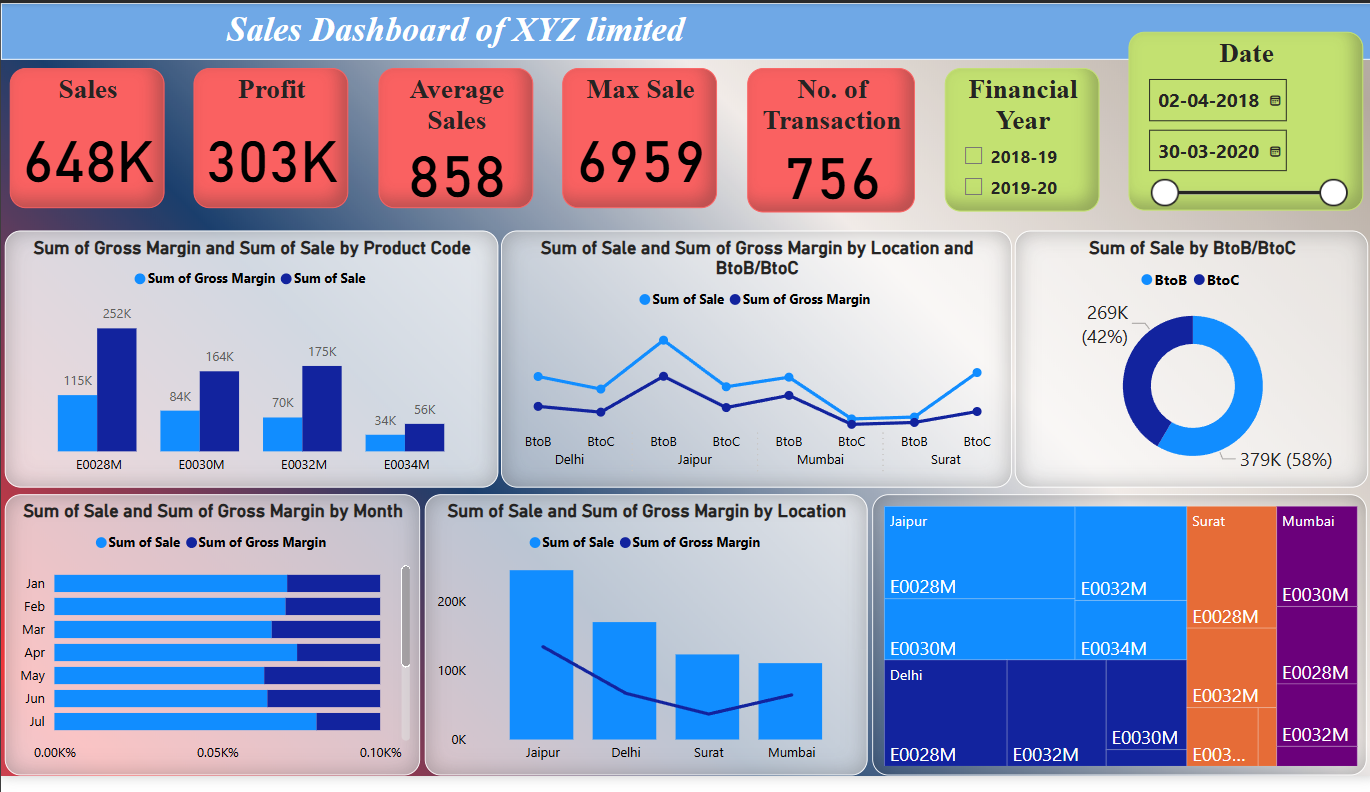 Sales Dashboard of XYZ limited
Sales
648K
Profit
303K
Average
Sales
858
Max Sale
6959
No. of
Transaction
756
Financial
Year
2018-19
2019-20
Date
02-04-2018
30-03-2020
Sum of Gross Margin and Sum of Sale by Product Code
Sum of Gross Margin Sum of Sale
115K
252K
84K
164K
70K
175K
34K
56K
E0028M E0030M E0032M E0034M
Sum of Sale and Sum of Gross Margin by Location and
BtoB/BtoC
Sum of Sale Sum of Gross Margin
BtoB BtoC BtoB BtoC BtoB BtoC BtoB BtoC
Delhi Jaipur Mumbai Surat
Sum of Sale by BtoB/BtoC
BtoB BtoC
269K
(42%)
379K (58%)
Sum of Sale and Sum of Gross Margin by Month
Sum of Sale Sum of Gross Margin
Jan
Feb
Mar
Apr
May
Jun
Jul
0.00K% 0.05K% 0.10K%
Sum of Sale and Sum of Gross Margin by Location
Sum of Sale Sum of Gross Margin
200K
100K
0K
Jaipur Delhi Surat Mumbai
Jaipur
E0028M
E0032M
E0030M
E0034M
Delhi
E0028M
E0032M
E0030M
Surat
E0028M
E0032M
E003...
Mumbai
E0030M
E0028M
E0032M